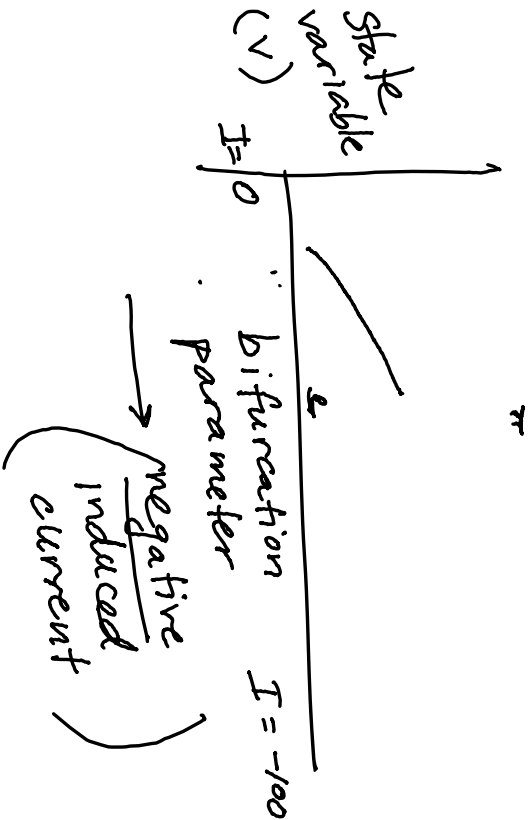 State
variable
(v)
I=0
bifurcation
parameter
I=-100
negative
induced
current